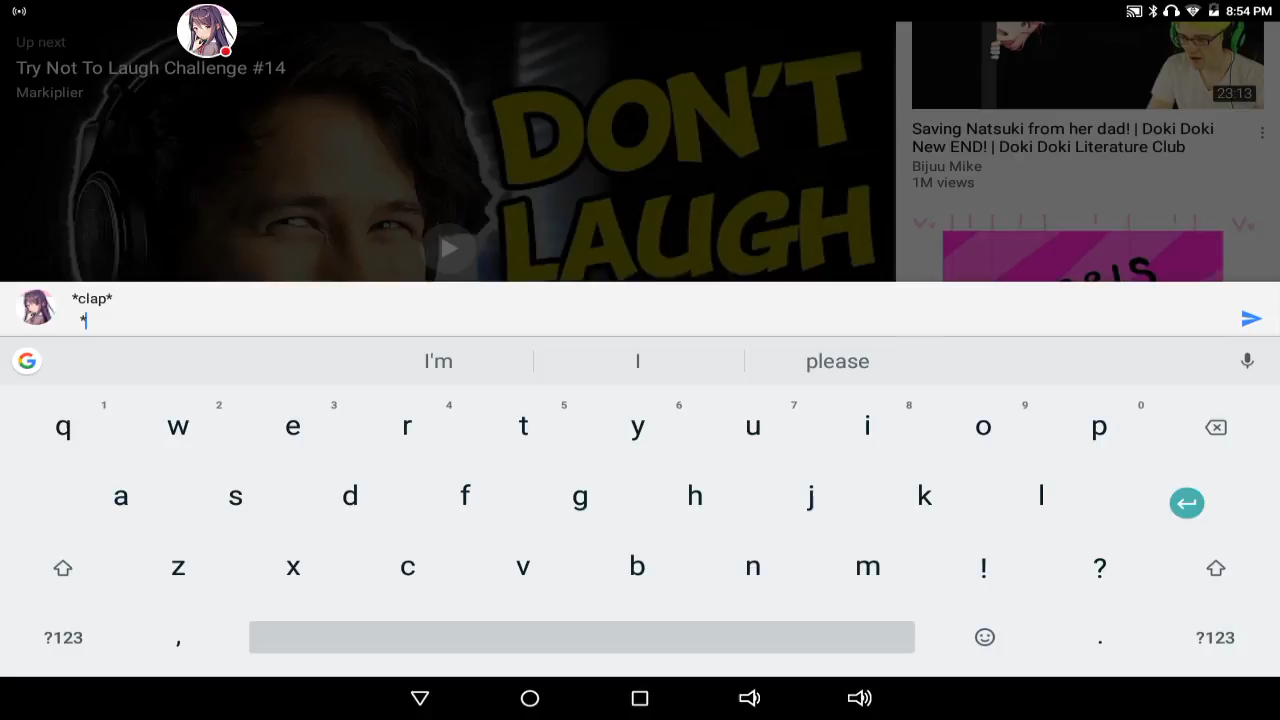 8:54 PM
Up next
Try Not To Laugh Challenge #14
Markiplier
DON'T
LAUGH
23:13
Saving Natsuki from her dad! | Doki Doki
New END! | Doki Doki Literature Club
Bijuu Mike
1M views
*clap*
*
I'm I please
1 2 3 4 5 6 7 8 9 0
q w e r t y u i o p
a s d f g h j k l
z x c v b n m ! ?
?123 , . ?123